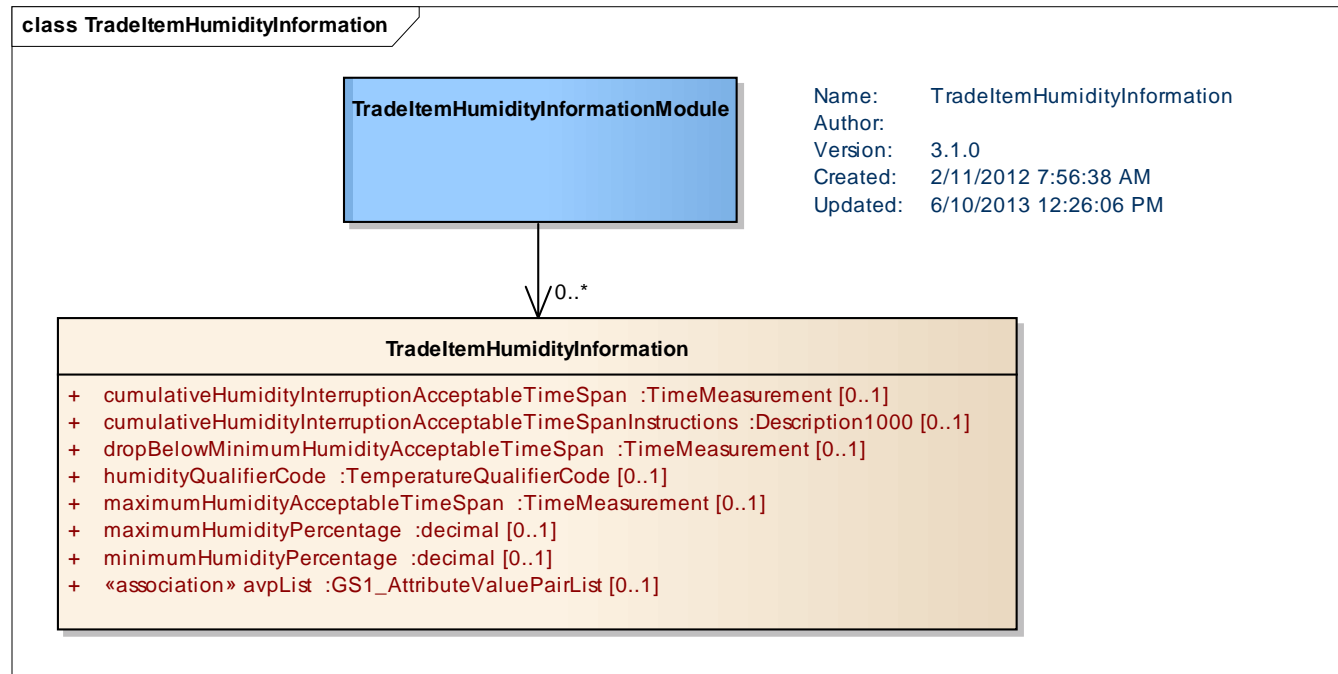 class TradeItemHumidityInformation
TradeItemHumidityInformationModule
Name: TradeItemHumidityInformation
Author:
Version: 3.1.0
Created: 2/11/2012 7:56:38 AM
Updated: 6/10/2013 12:26:06 PM
0..*
TradeItemHumidityInformation
+ cumulativeHumidityInterruptionAcceptableTimeSpan :TimeMeasurement [0..1]
+ cumulativeHumidityInterruptionAcceptableTimeSpanInstructions :Description1000 [0..1]
+ dropBelowMinimumHumidityAcceptableTimeSpan :TimeMeasurement [0..1]
+ humidityQualifierCode :TemperatureQualifierCode [0..1]
+ maximumHumidityAcceptableTimeSpan :TimeMeasurement [0..1]
+ maximumHumidityPercentage :decimal [0..1]
+ minimumHumidityPercentage :decimal [0..1]
+ «association» avpList :GS1_AttributeValuePairList [0..1]